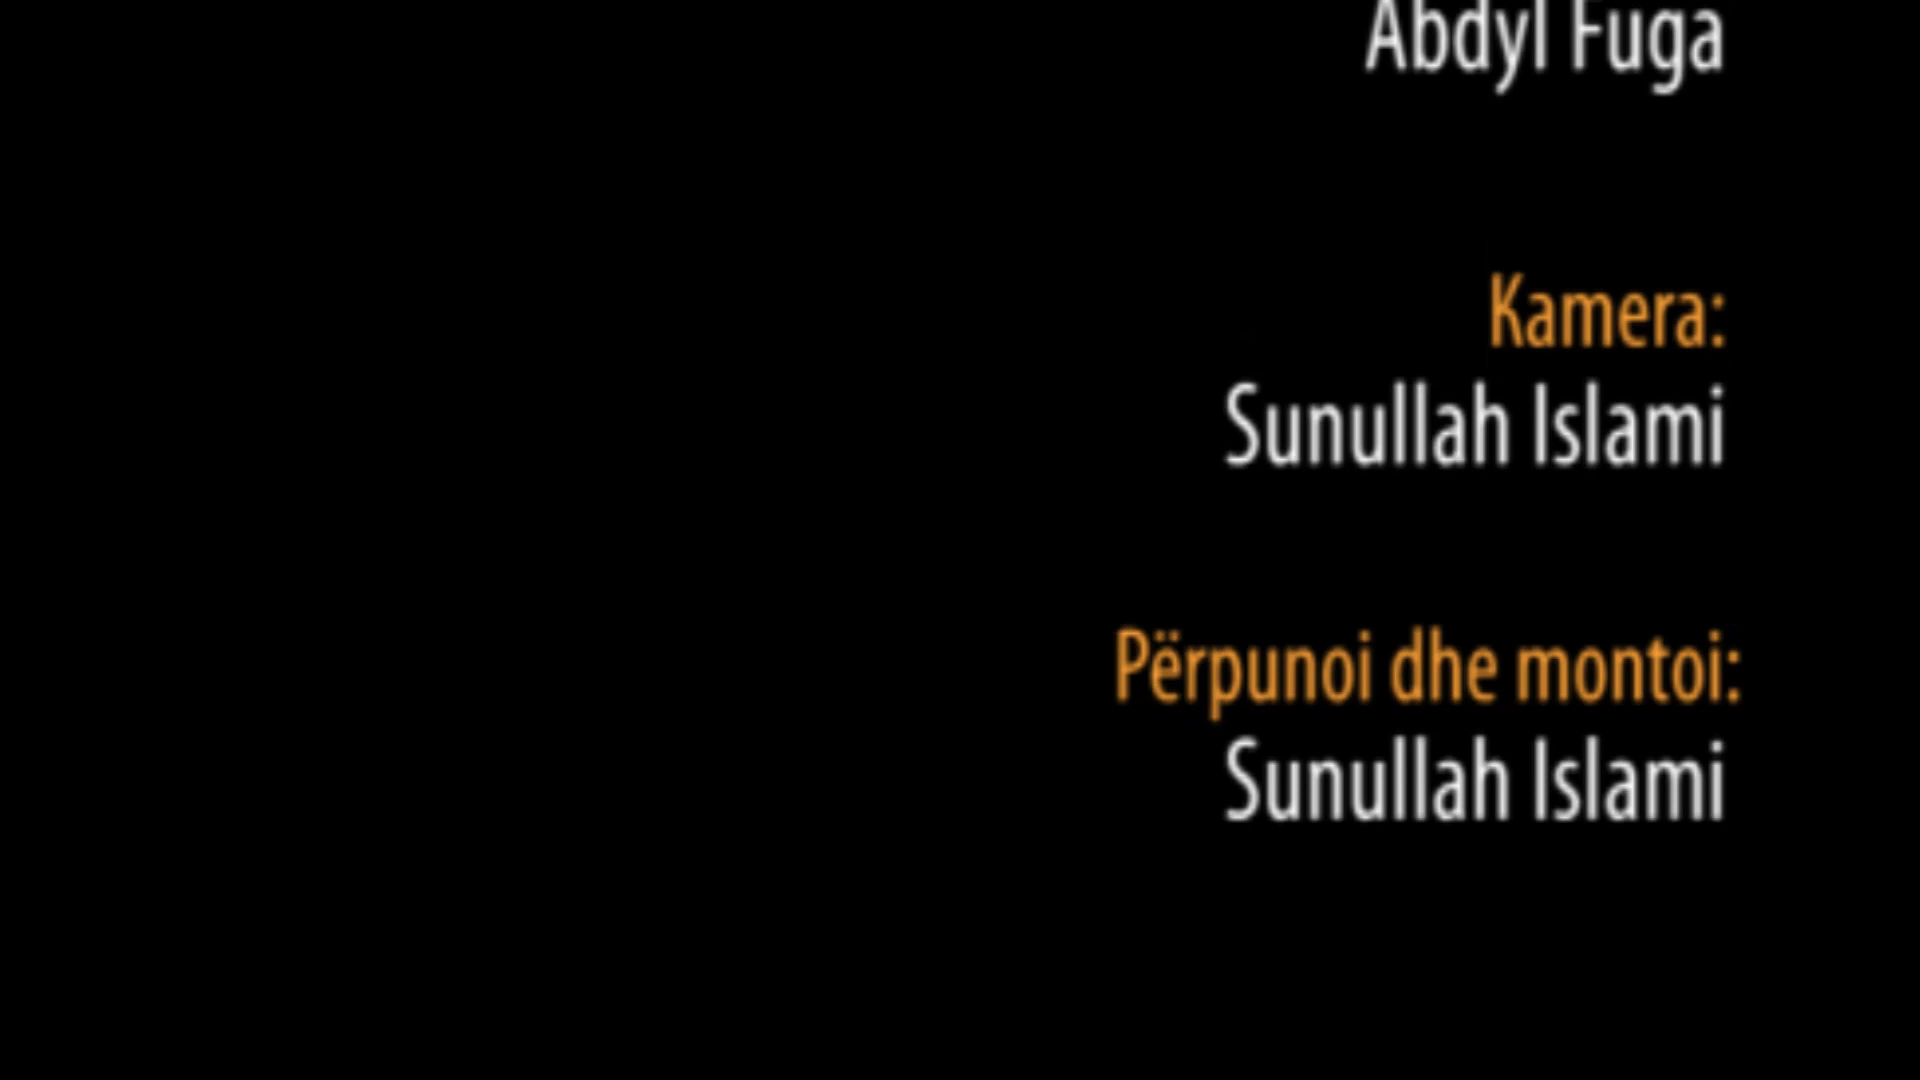 Abdyl Fuga
Kamera:
Sunullah Islami
Përpunoi dhe montoi:
Sunullah Islami